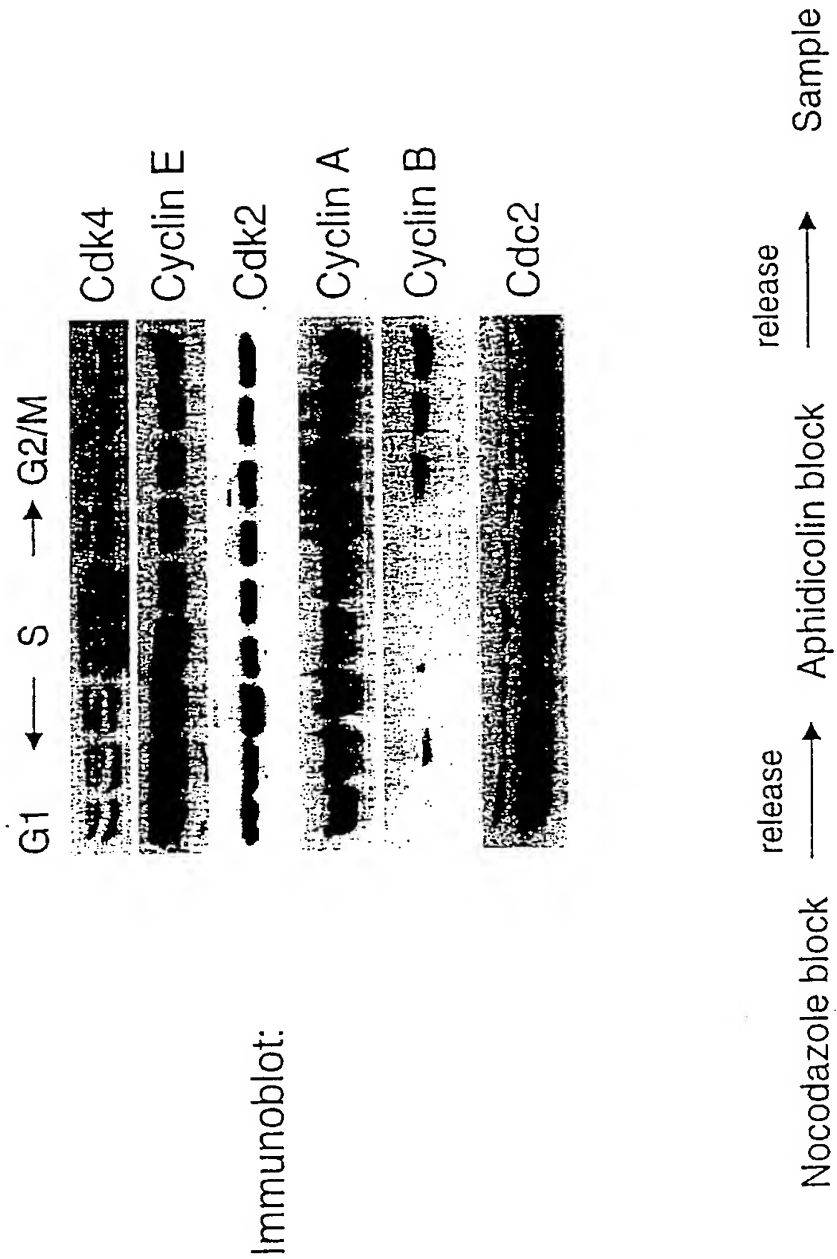 G1 ← S → G2/M
Cdk4
Cyclin E
Immunoblot: Cdk2
Cyclin A
Cyclin B
Cdc2
release release
Nocodazole block → Aphidicolin block → Sample